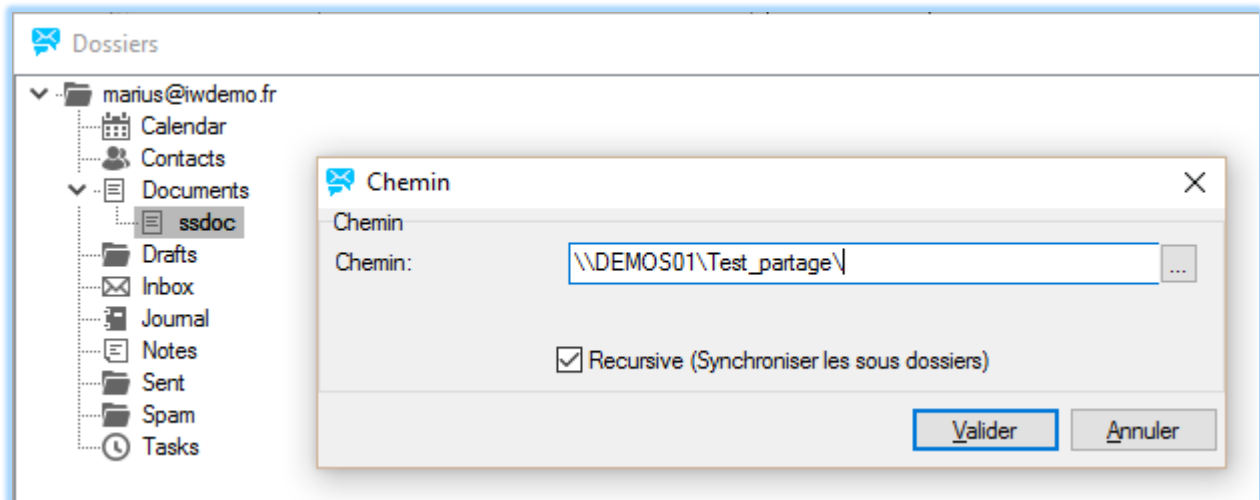 Dossiers
marius@iwdemo.fr
Calendar
Contacts
Documents
ssdoc
Drafts
Inbox
Journal
Notes
Sent
Spam
Tasks
Chemin
Chemin
Chemin:
\\DEMOS01\Test_partage\
...
Recursive (Synchroniser les sous dossiers)
Valider
Annuler